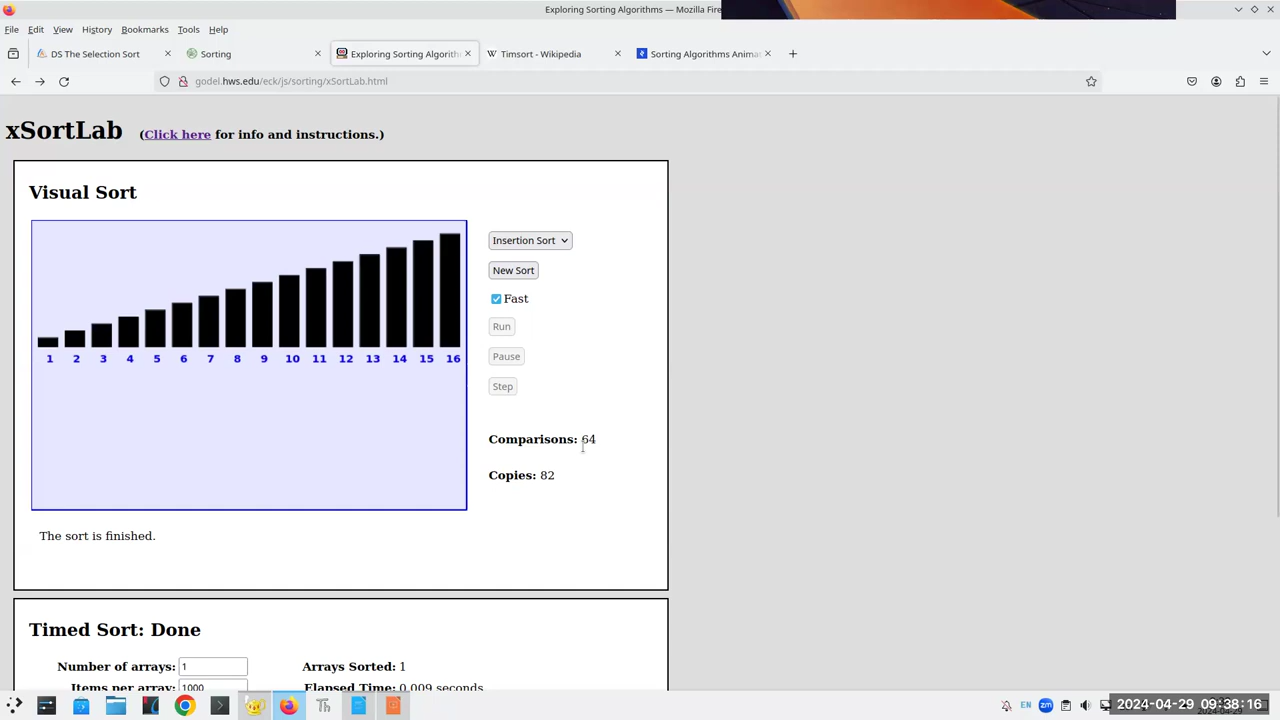 Exploring Sorting Algorithms — Mozilla Fire
File Edit View History Bookmarks Tools Help
DS The Selection Sort
Sorting
Exploring Sorting Algorith
Timsort - Wikipedia
Sorting Algorithms Animat
godel.hws.edu/eck/js/sorting/xSortLab.html
xSortLab (Click here for info and instructions.)
Visual Sort
Insertion Sort
New Sort
Fast
Run
Pause
Step
1 2 3 4 5 6 7 8 9 10 11 12 13 14 15 16
Comparisons: 64
Copies: 82
The sort is finished.
Timed Sort: Done
Number of arrays: 1
Arrays Sorted: 1
Items per array: 1000
Elapsed Time: 0.009 seconds
Th
EN
zm
2024-04-29 09:38:16